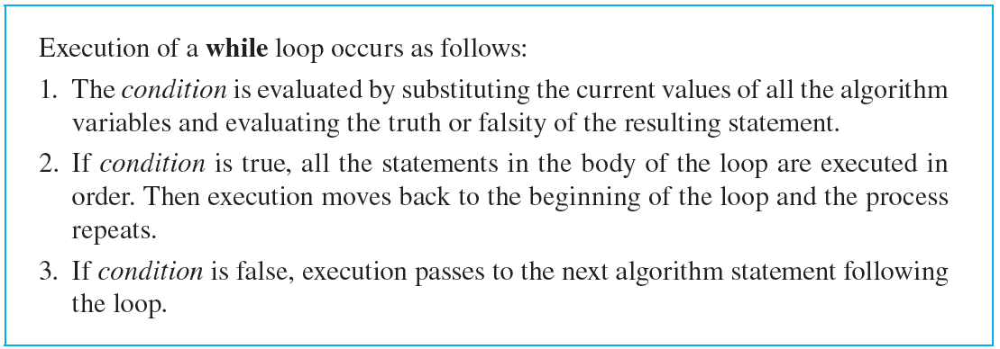 Execution of a while loop occurs as follows:
1. The condition is evaluated by substituting the current values of all the algorithm
variables and evaluating the truth or falsity of the resulting statement.
2. If condition is true, all the statements in the body of the loop are executed in
order. Then execution moves back to the beginning of the loop and the process
repeats.
3. If condition is false, execution passes to the next algorithm statement following
the loop.